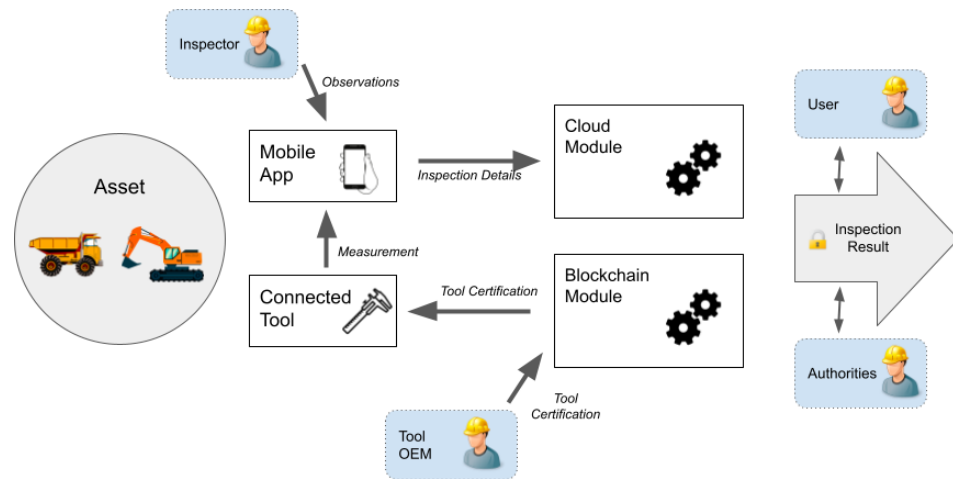 Inspector
Observations
User
Cloud
Module
Mobile
App
Inspection Details
Asset
Inspection
Result
Measurement
Blockchain
Module
Tool Certification
Connected
Tool
Authorities
Tool
Certification
Tool
OEM